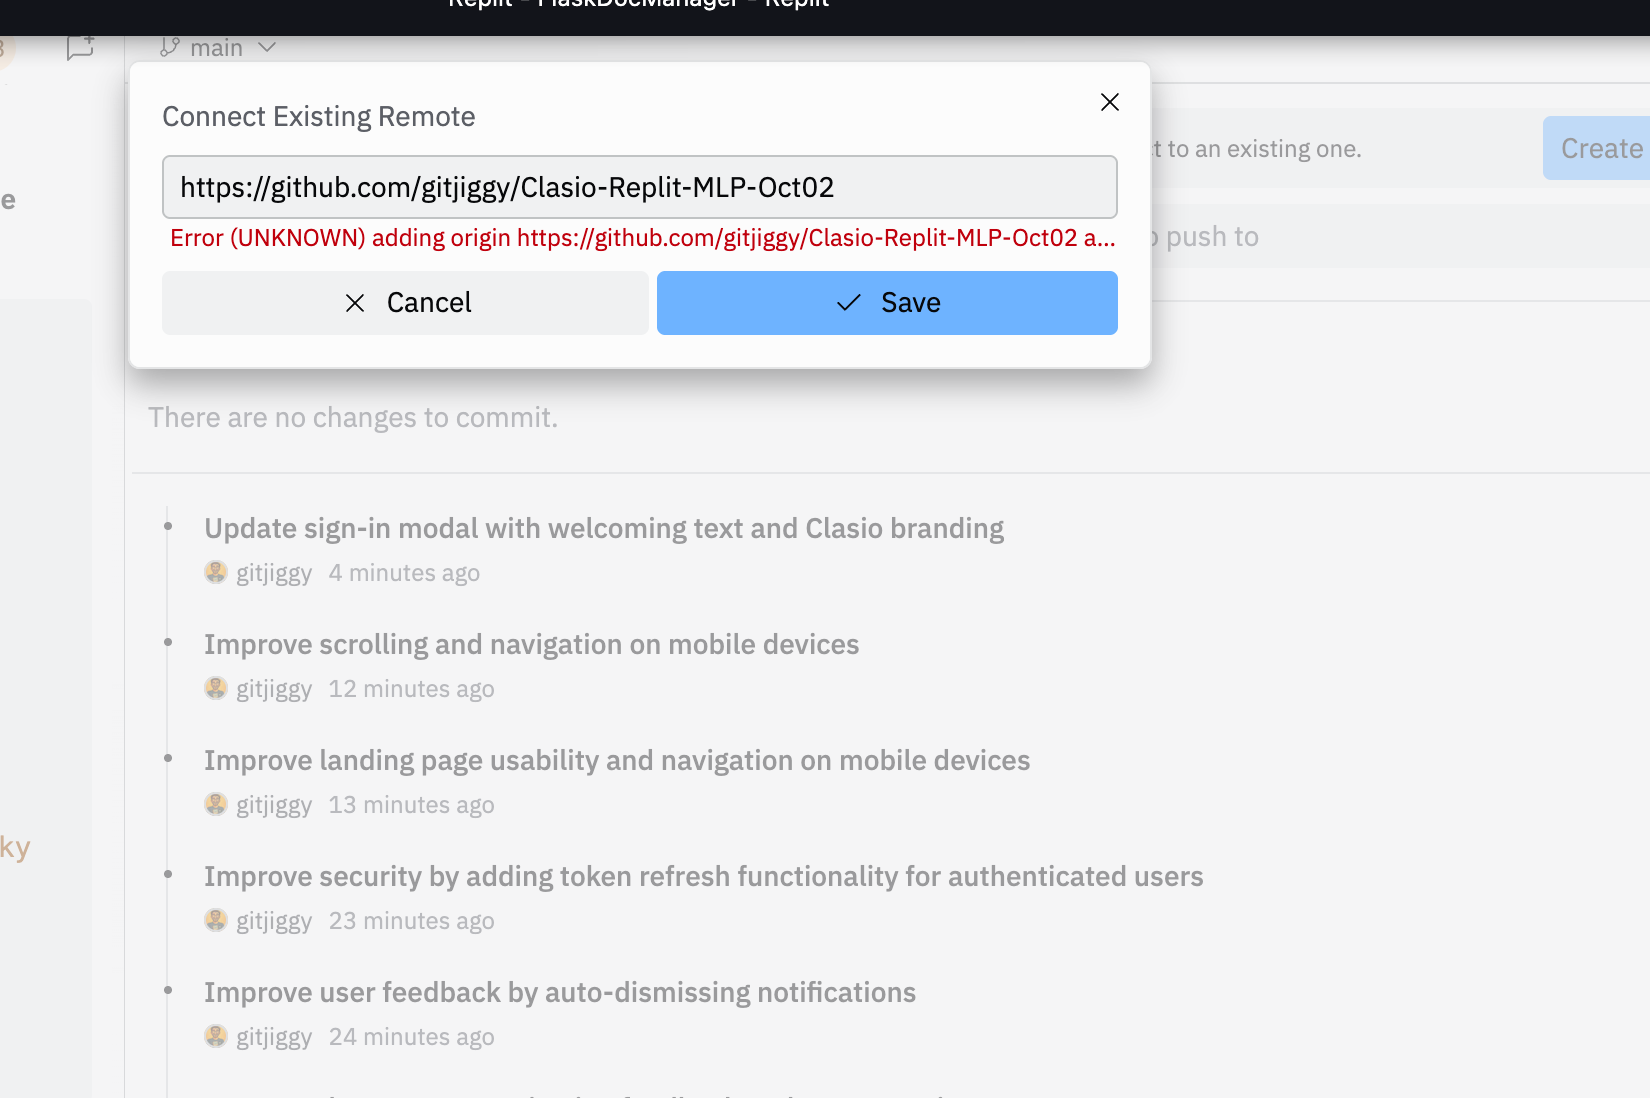 Replit - FlaskDocManager - Replit
main
Connect Existing Remote
https://github.com/gitjiggy/Clasio-Replit-MLP-Oct02
Error (UNKNOWN) adding origin https://github.com/gitjiggy/Clasio-Replit-MLP-Oct02 a...
Cancel
Save
to an existing one.
Create
push to
e
There are no changes to commit.
Update sign-in modal with welcoming text and Clasio branding
gitjiggy 4 minutes ago
Improve scrolling and navigation on mobile devices
gitjiggy 12 minutes ago
Improve landing page usability and navigation on mobile devices
gitjiggy 13 minutes ago
ky
Improve security by adding token refresh functionality for authenticated users
gitjiggy 23 minutes ago
Improve user feedback by auto-dismissing notifications
gitjiggy 24 minutes ago